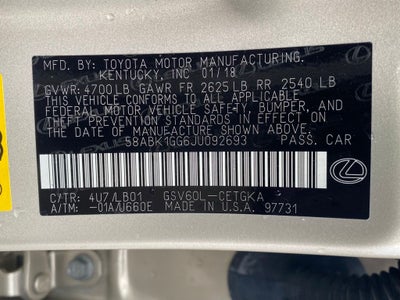 MFD. BY: TOYOTA MOTOR MANUFACTURING.
KENTUCKY, INC 01/18
GVWR: 4700LB GAWR FR 2625LB RR 2540 LB
THIS VEHICLE CONFORMS TO ALL APPLICABLE
FEDERAL MOTOR VEHICLE SAFETY, BUMPER, AND
THEFT PREVENTION STANDARDS IN EFFECT ON
THE DATE OF MANUFACTURE SHOWN ABOVE.
58ABK1GG6JU092693 PASS. CAR
C/TR: 4U7/LB01 GSV60L-CETGKA
A/TM: -01A/U660E MADE IN U.S.A. 97731